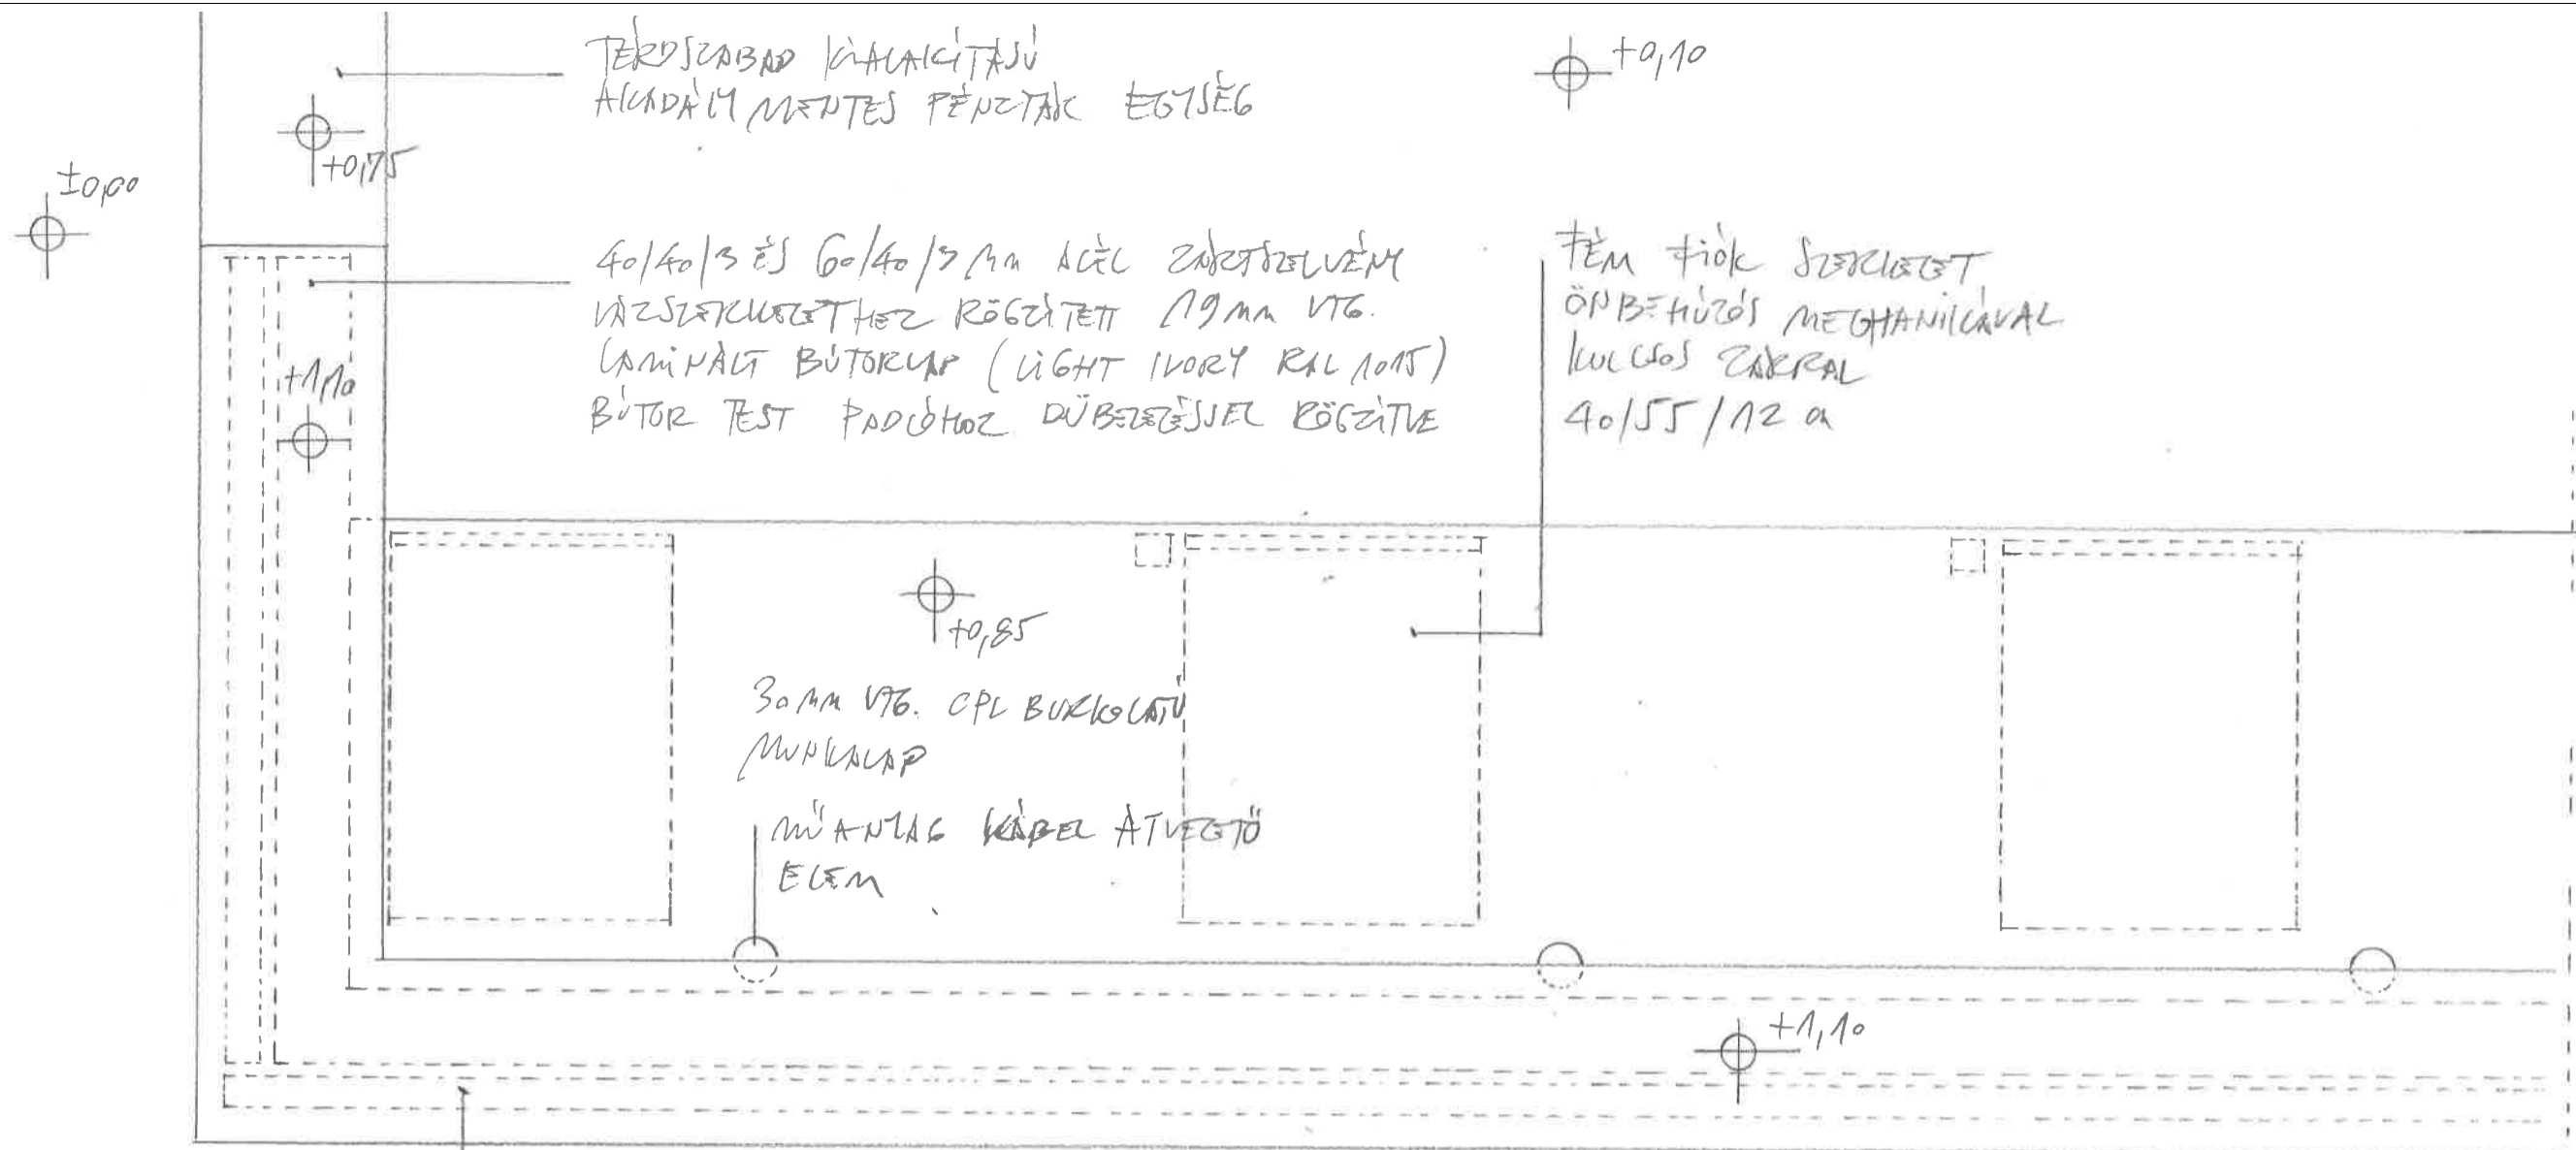 TÉRDSZABAD KIALAKÍTÁSÚ
AKADÁLYMENTES PÉNZTÁR EGYSÉG
+0,10
+0,75
±0,00
40/40/3 ÉS 60/40/3 mm ACÉL ZÁRTSZELVÉNY
VÁZSZERKEZETHEZ RÖGZÍTETT 19 mm VTG.
LAMINÁLT BÚTORLAP (LIGHT IVORY RAL 1015)
BÚTOR TEST PADLÓHOZ DÜBELEZÉSSEL RÖGZÍTVE
FÉM FIÓK SZERKEZET
ÖNBEHÚZÓS MECHANIKÁVAL
KULCSOS ZÁRRAL
40/55/12 cm
+1,10
+0,85
30 mm VTG. CPL BURKOLATÚ
MUNKALAP
MŰANYAG KÁBEL ÁTVEZETŐ
ELEM
+1,10